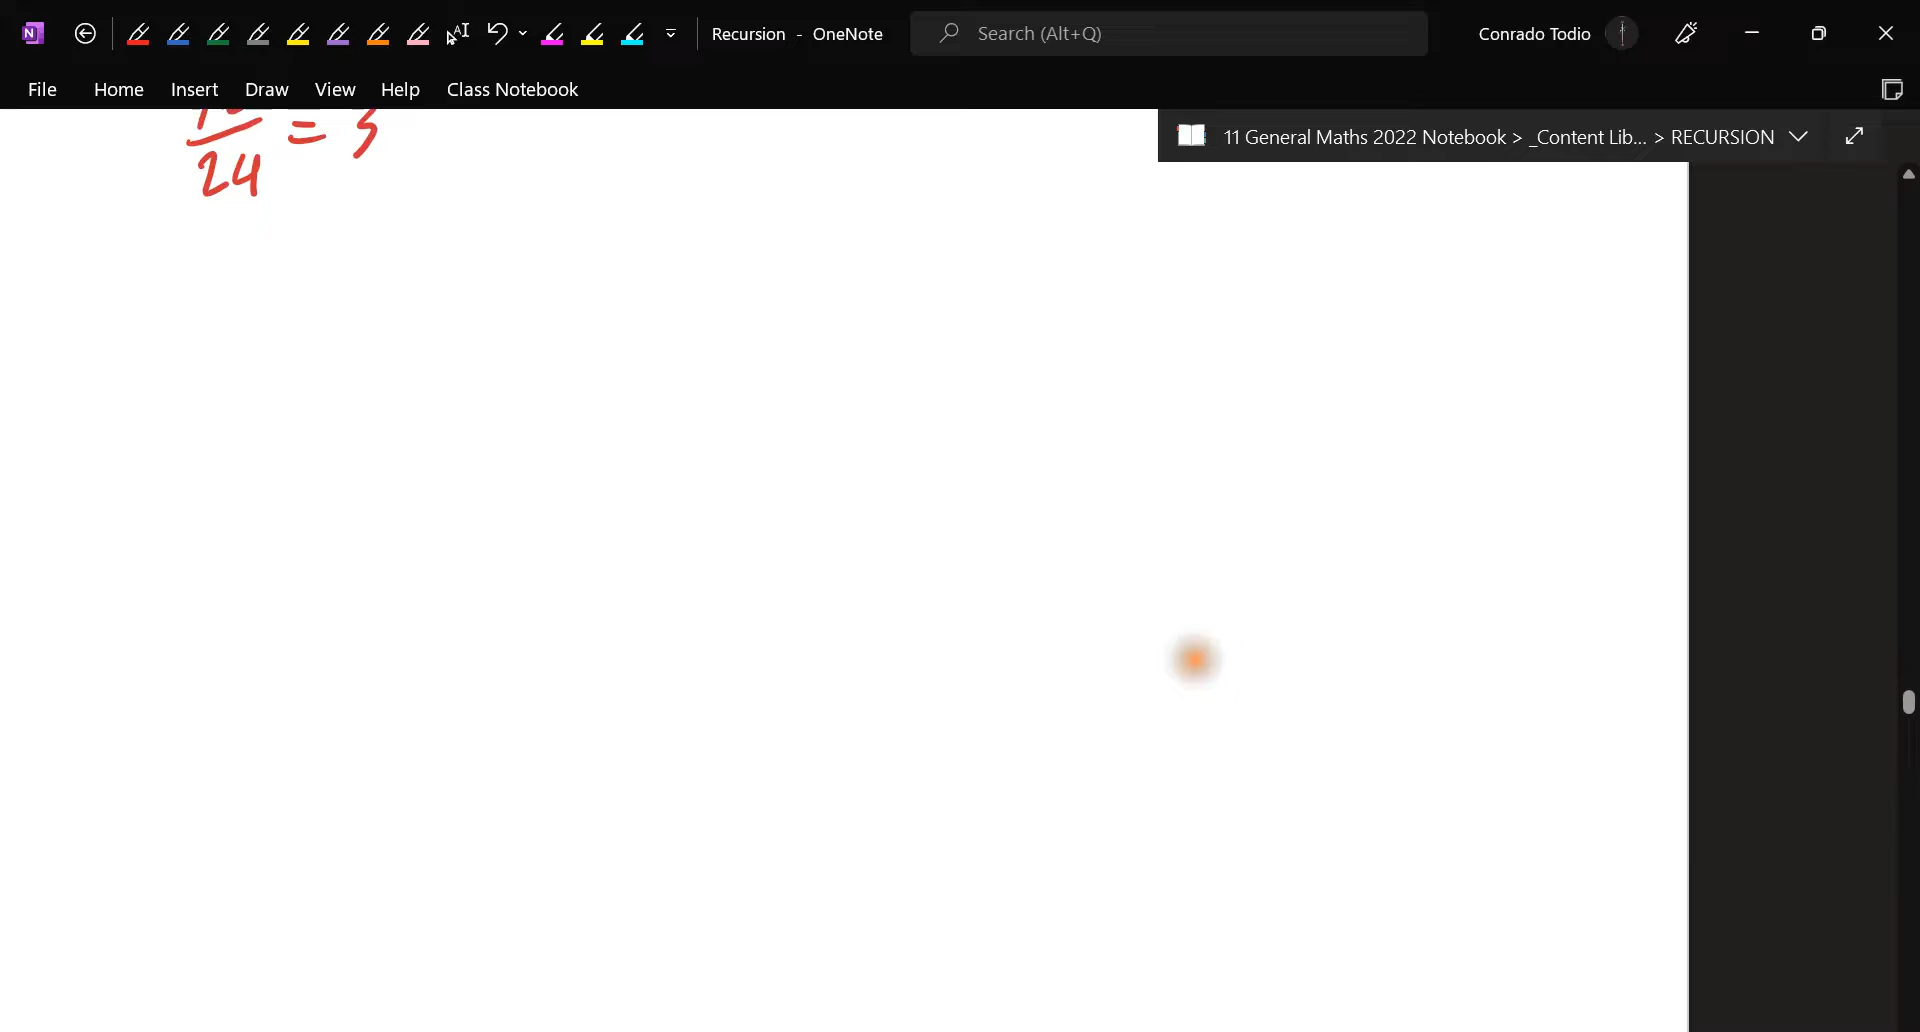 Recursion - OneNote
Search (Alt+Q)
Conrado Todio
File Home Insert Draw View Help Class Notebook
11 General Maths 2022 Notebook > _Content Lib... > RECURSION
=
24